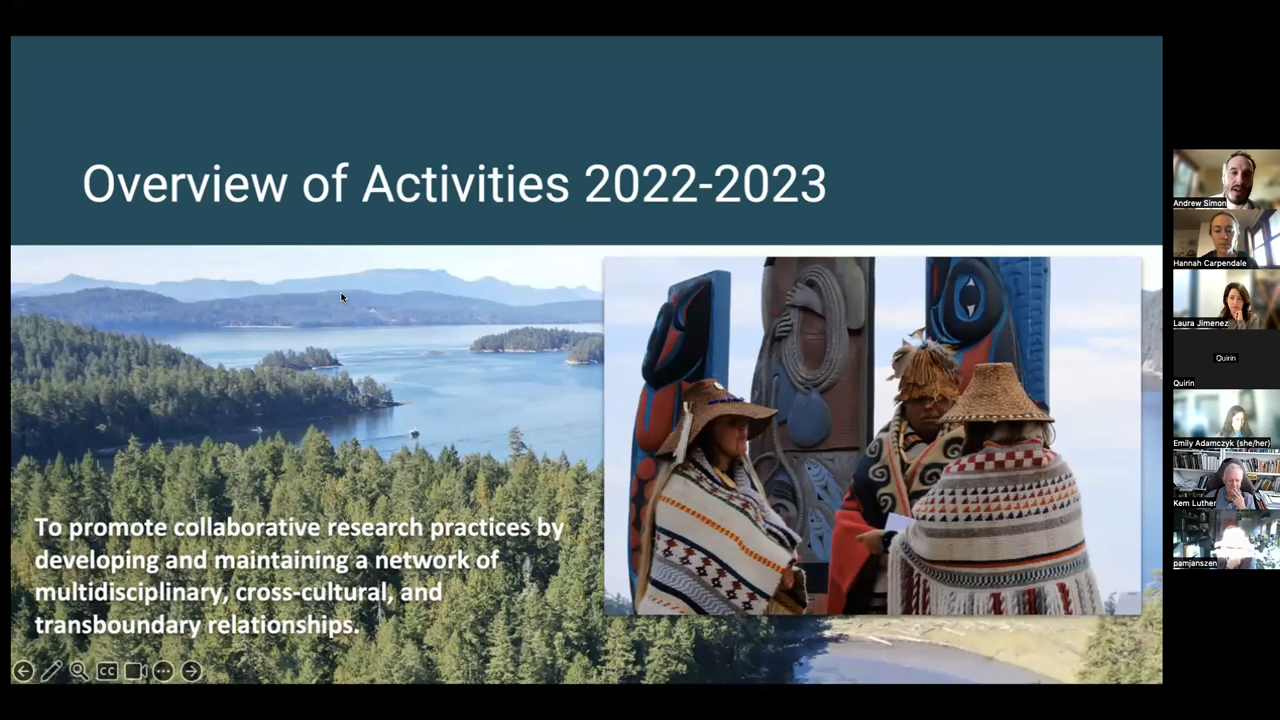 Overview of Activities 2022-2023
To promote collaborative research practices by
developing and maintaining a network of
multidisciplinary, cross-cultural, and
transboundary relationships.
CC
Andrew Simon
Hannah Carpendale
Laura Jimenez
Quirin
Quirin
Emily Adamczyk (she/her)
Kem Luther
pamjanszen